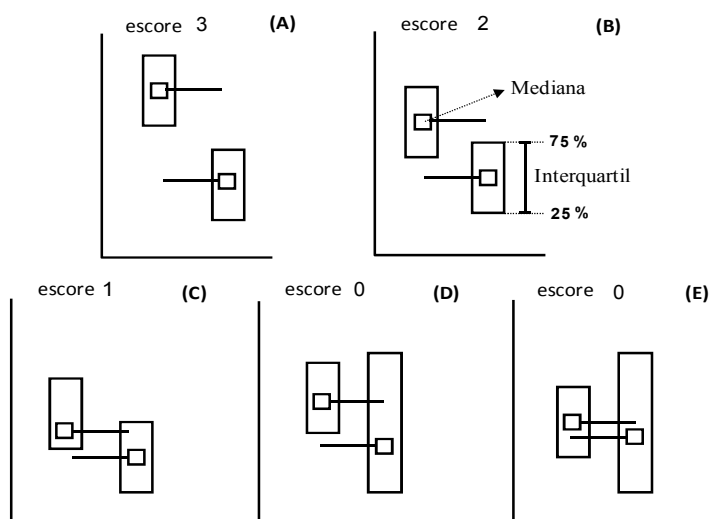 escore 3 (A)
escore 2 (B)
Mediana
75 %
Interquartil
25 %
escore 1 (C)
escore 0 (D)
escore 0 (E)